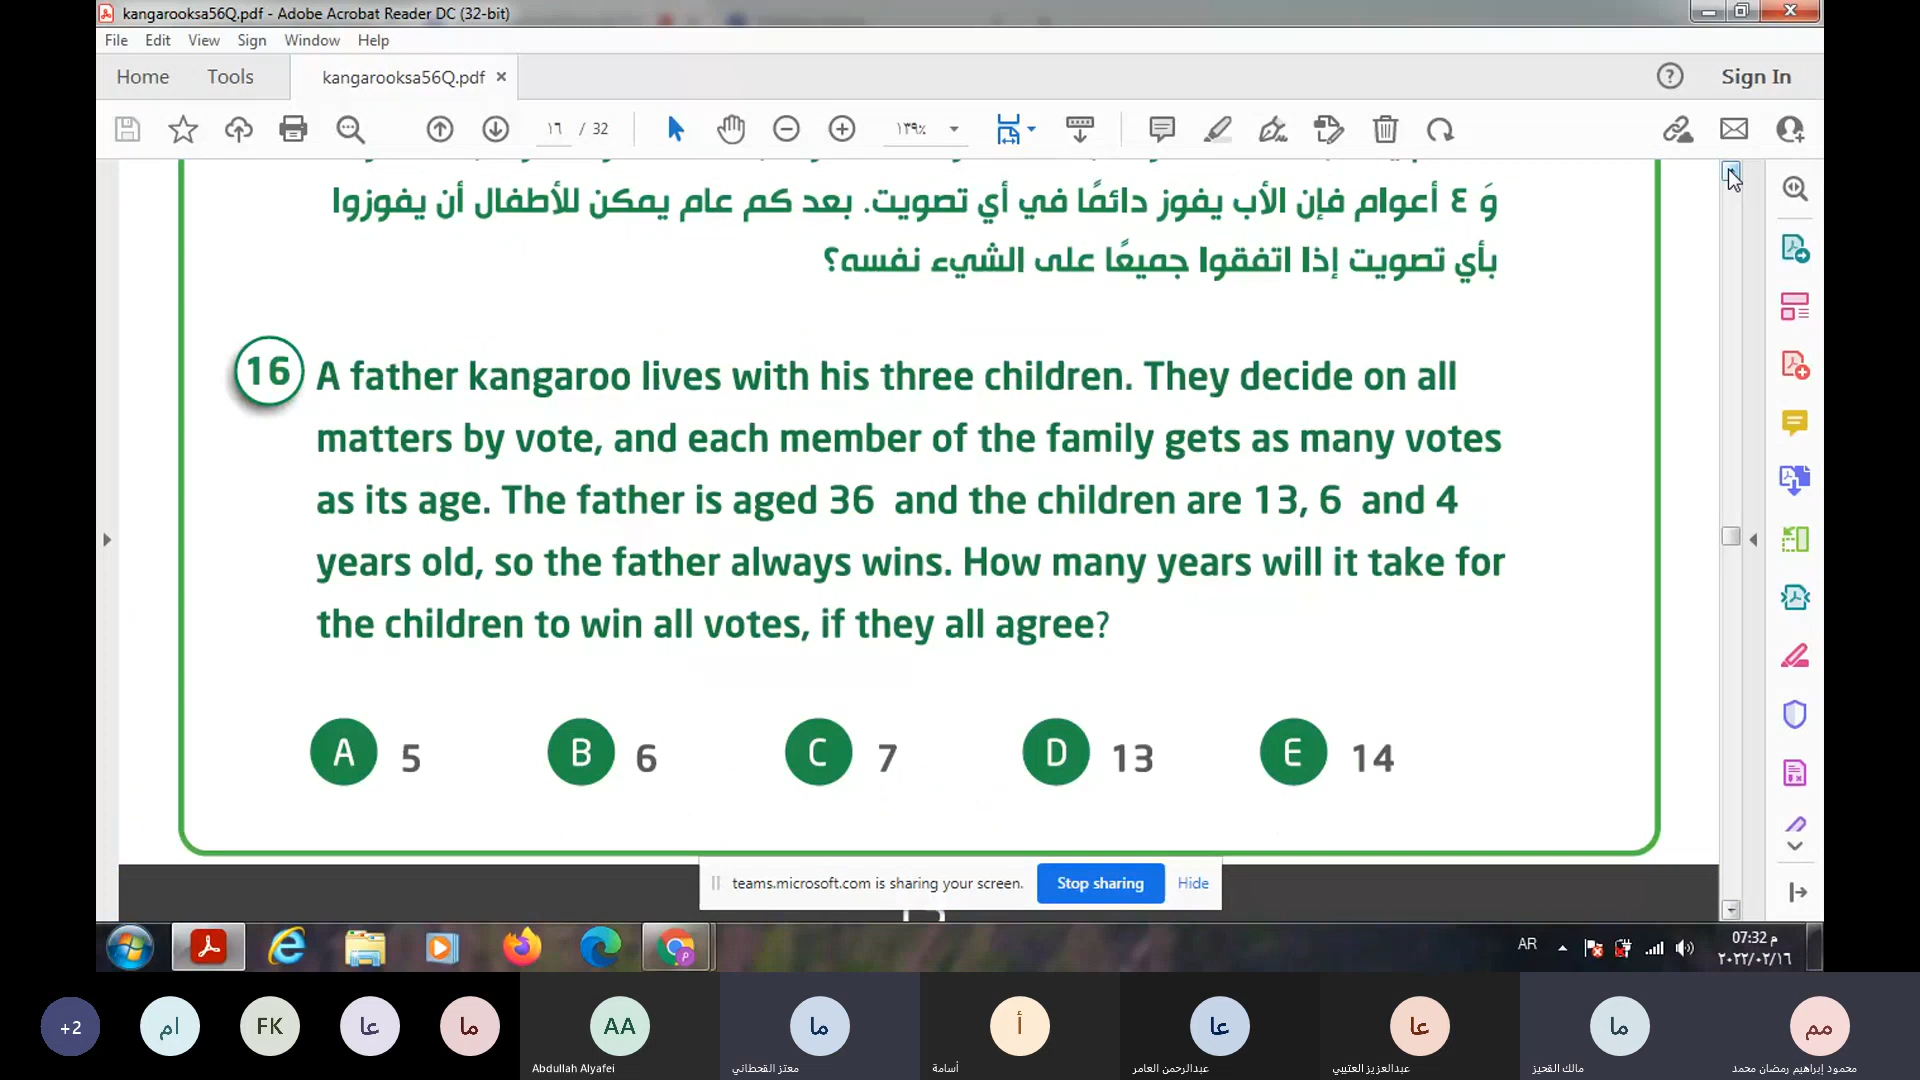 kangarooksa56Q.pdf - Adobe Acrobat Reader DC (32-bit)
File Edit View Sign Window Help
Home Tools kangarooksa56Q.pdf × Sign In
١٦ / 32 ١٣٩٪
وَ ٤ أعوام فإن الأب يفوز دائمًا في أي تصويت. بعد كم عام يمكن للأطفال أن يفوزوا
بأي تصويت إذا اتفقوا جميعًا على الشيء نفسه؟
16 A father kangaroo lives with his three children. They decide on all
matters by vote, and each member of the family gets as many votes
as its age. The father is aged 36 and the children are 13, 6 and 4
years old, so the father always wins. How many years will it take for
the children to win all votes, if they all agree?
A 5 B 6 C 7 D 13 E 14
teams.microsoft.com is sharing your screen. Stop sharing Hide
AR
07:32 م
٢٠٢٢/٠٢/١٦
+2 ام FK عا ما AA ما أ عا عا ما مم
Abdullah Alyafei معتز القحطاني أسامة عبدالرحمن العامر عبدالعزيز العتيبي مالك القحيز محمود إبراهيم رمضان محمد